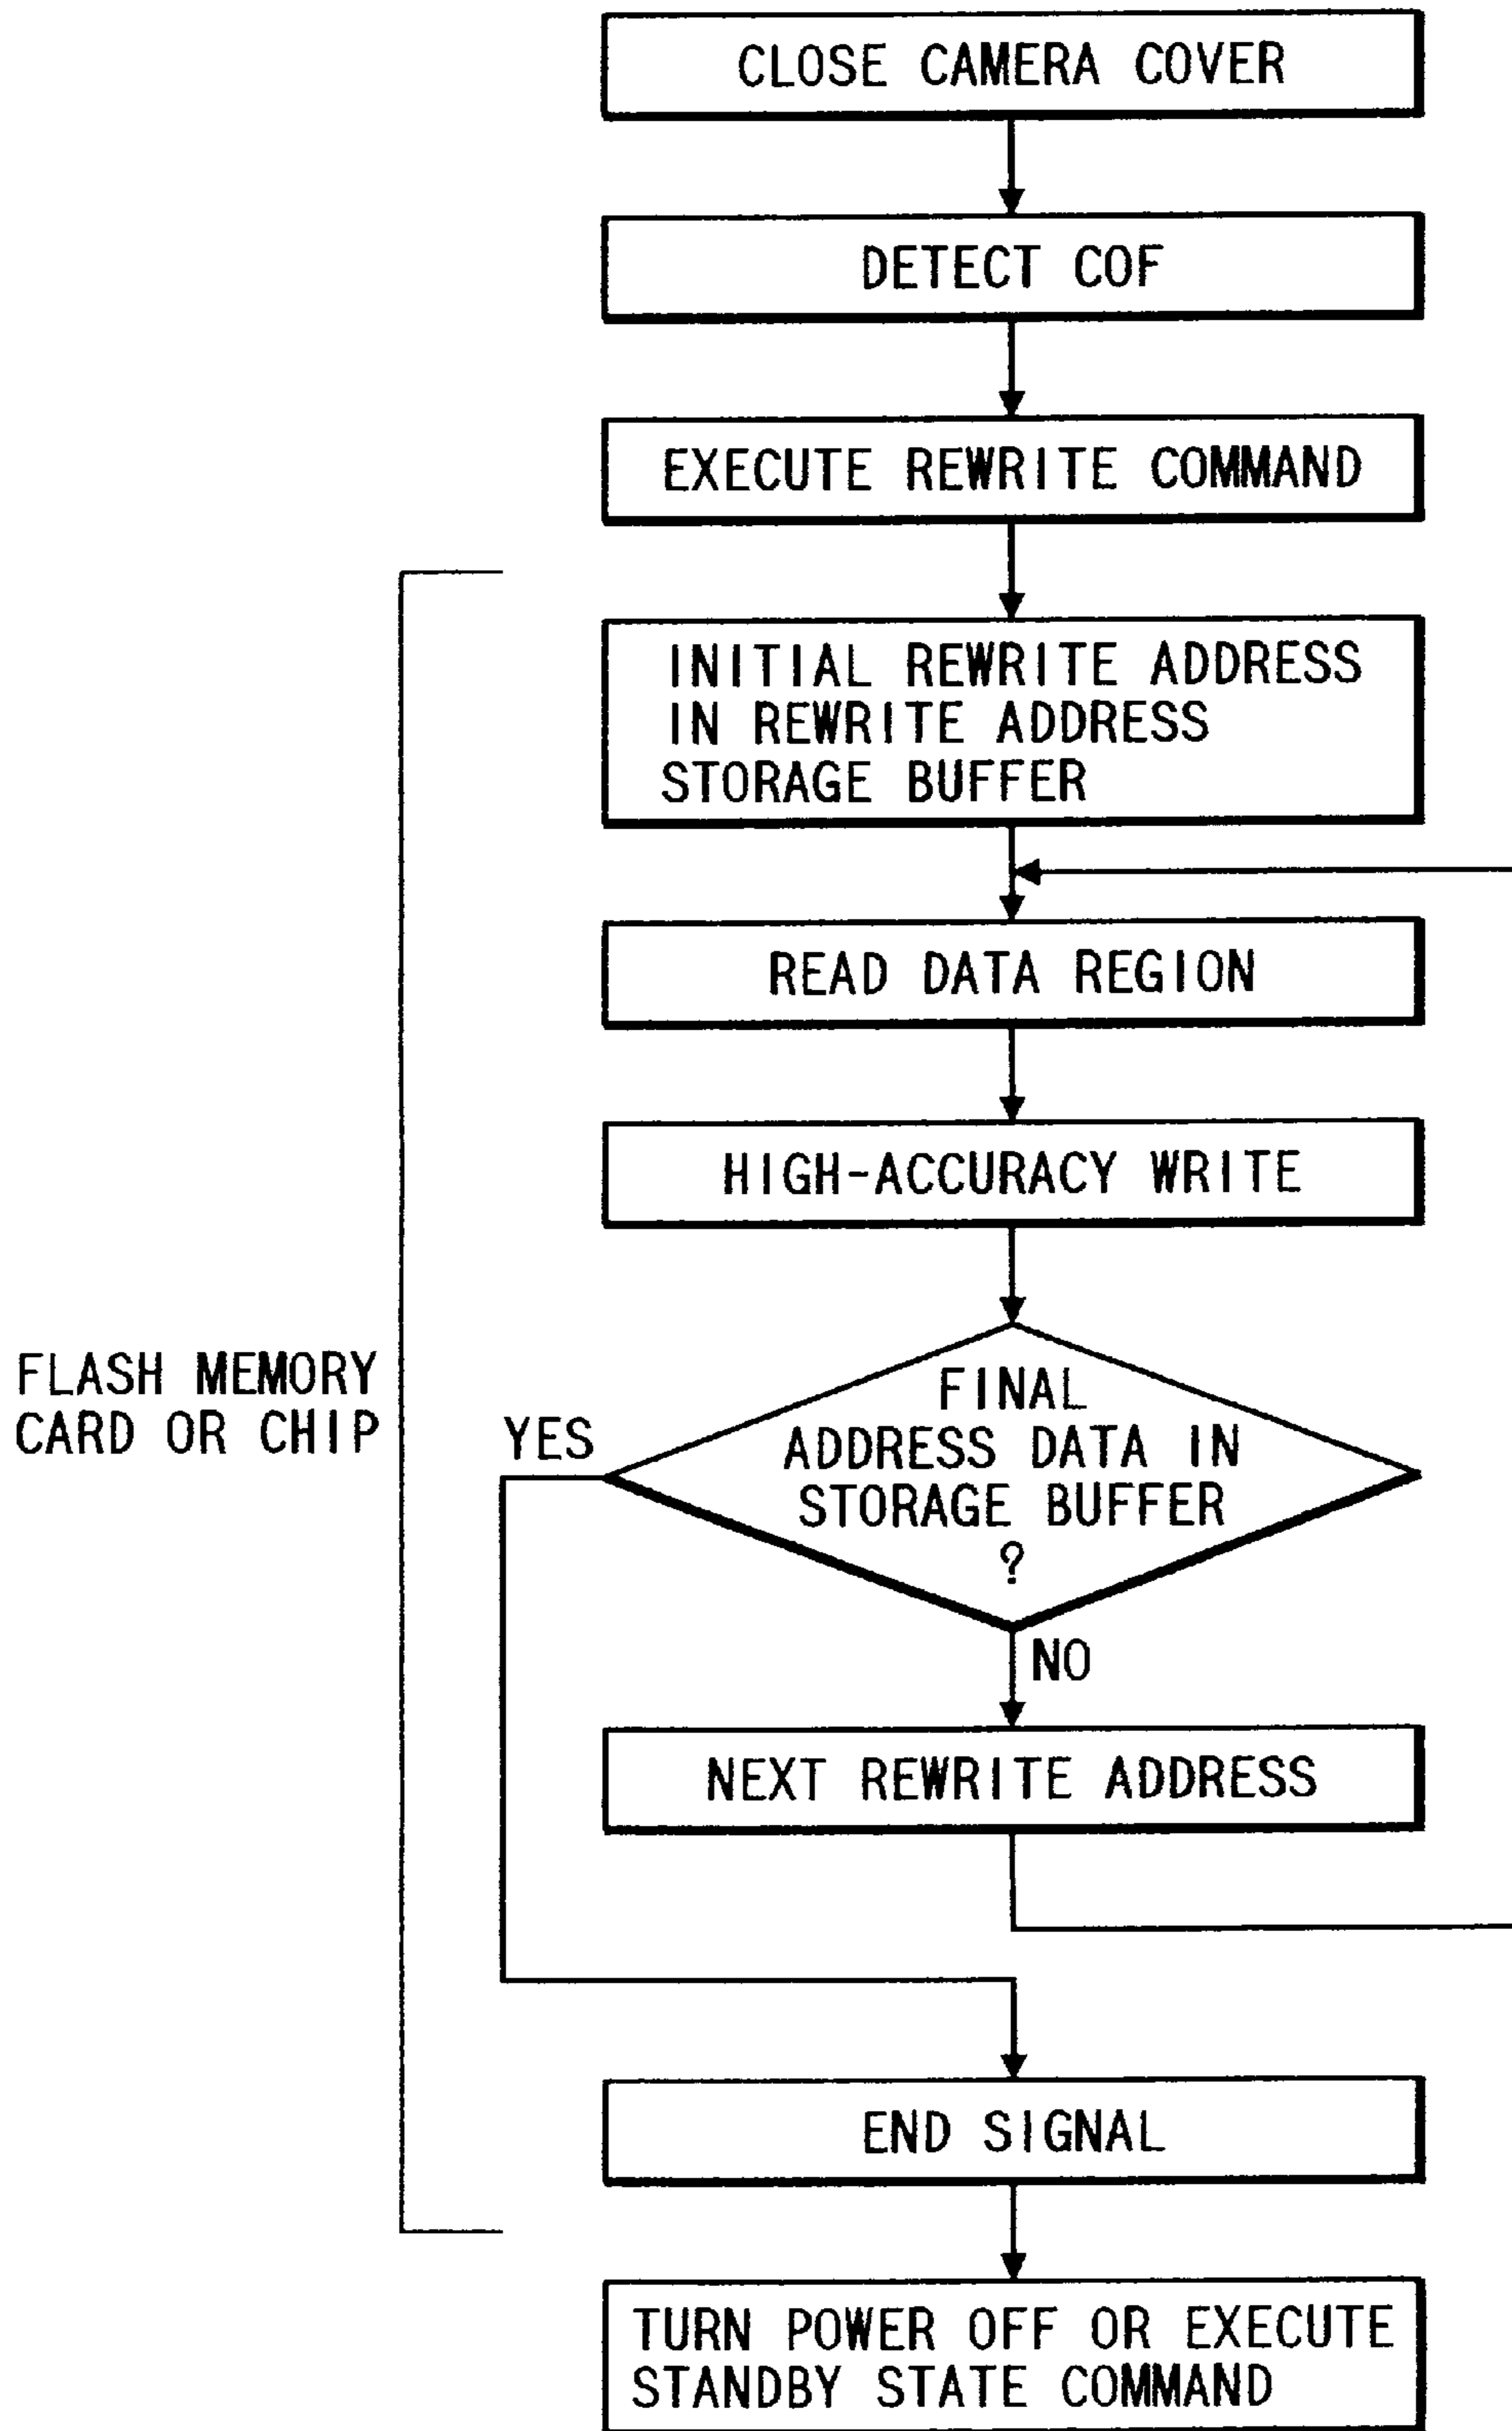 CLOSE CAMERA COVER
DETECT COF
EXECUTE REWRITE COMMAND
INITIAL REWRITE ADDRESS
IN REWRITE ADDRESS
STORAGE BUFFER
READ DATA REGION
HIGH-ACCURACY WRITE
FLASH MEMORY
CARD OR CHIP
YES
FINAL
ADDRESS DATA IN
STORAGE BUFFER
?
NO
NEXT REWRITE ADDRESS
END SIGNAL
TURN POWER OFF OR EXECUTE
STANDBY STATE COMMAND